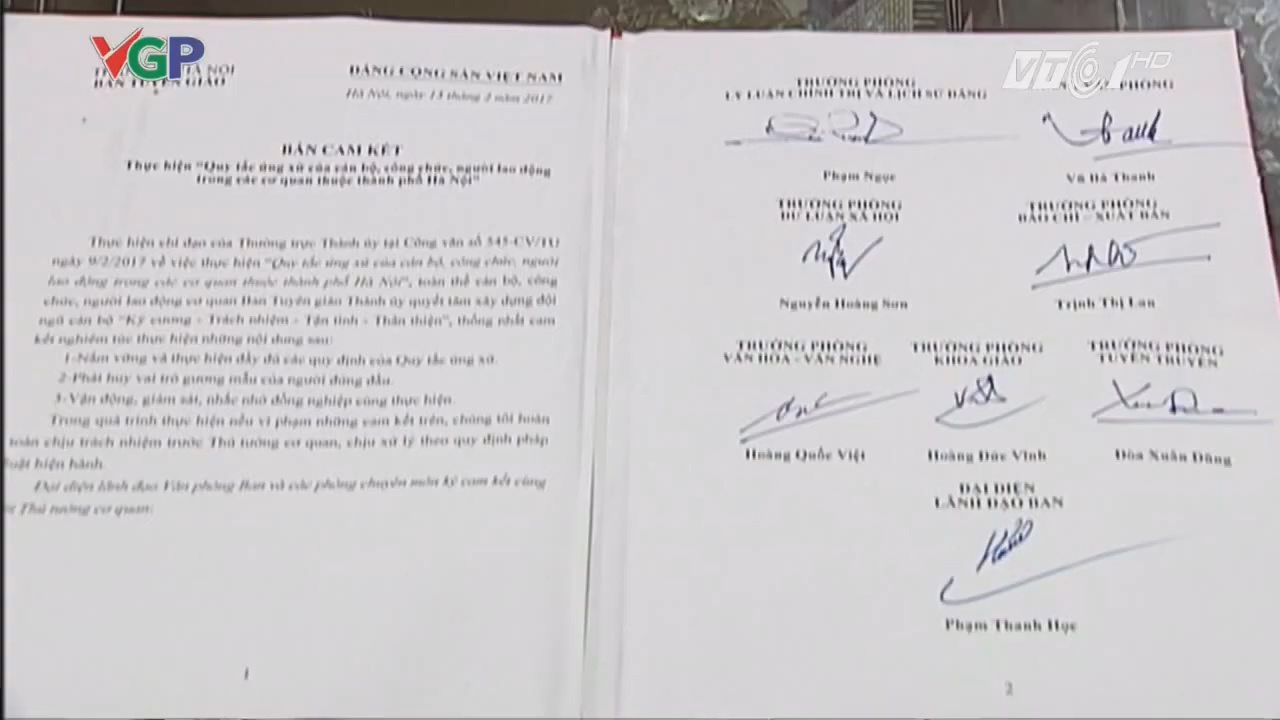 VGP
VTC1 HD
HÀ NỘI
BAN TUYÊN GIÁO
ĐẢNG CỘNG SẢN VIỆT NAM
Hà Nội, ngày 13 tháng 2 năm 2017
BẢN CAM KẾT
Thực hiện "Quy tắc ứng xử của cán bộ, công chức, người lao động
trong các cơ quan thuộc thành phố Hà Nội"
Thực hiện chỉ đạo của Thường trực Thành ủy tại Công văn số 545-CV/TU
ngày 9/2/2017 về việc thực hiện "Quy tắc ứng xử của cán bộ, công chức, người
lao động trong các cơ quan thuộc thành phố Hà Nội", toàn thể cán bộ, công
chức, người lao động cơ quan Ban Tuyên giáo Thành ủy quyết tâm xây dựng đội
ngũ cán bộ "Kỷ cương - Trách nhiệm - Tận tình - Thân thiện", thống nhất cam
kết nghiêm túc thực hiện những nội dung sau:
1-Nắm vững và thực hiện đầy đủ các quy định của Quy tắc ứng xử.
2-Phát huy vai trò gương mẫu của người đứng đầu.
3-Vận động, giám sát, nhắc nhở đồng nghiệp cùng thực hiện.
Trong quá trình thực hiện nếu vi phạm những cam kết trên, chúng tôi hoàn
toàn chịu trách nhiệm trước Thủ tưởng cơ quan, chịu xử lý theo quy định pháp
luật hiện hành.
Đại diện lãnh đạo Văn phòng Ban và các phòng chuyên môn ký cam kết cùng
Thủ tưởng cơ quan:
1
TRƯỞNG PHÒNG
LÝ LUẬN CHÍNH TRỊ VÀ LỊCH SỬ ĐẢNG
PHÒNG
Phạm Ngọc
Vũ Hà Thanh
TRƯỞNG PHÒNG
DƯ LUẬN XÃ HỘI
TRƯỞNG PHÒNG
BÁO CHÍ - XUẤT BẢN
Nguyễn Hoàng Sơn
Trịnh Thị Lan
TRƯỞNG PHÒNG
VĂN HÓA - VĂN NGHỆ
TRƯỞNG PHÒNG
KHOA GIÁO
TRƯỞNG PHÒNG
TUYÊN TRUYỀN
Hoàng Quốc Việt
Hoàng Đức Vĩnh
Xuân Dũng
ĐẠI DIỆN
LÃNH ĐẠO BAN
Phạm Thanh Học
2